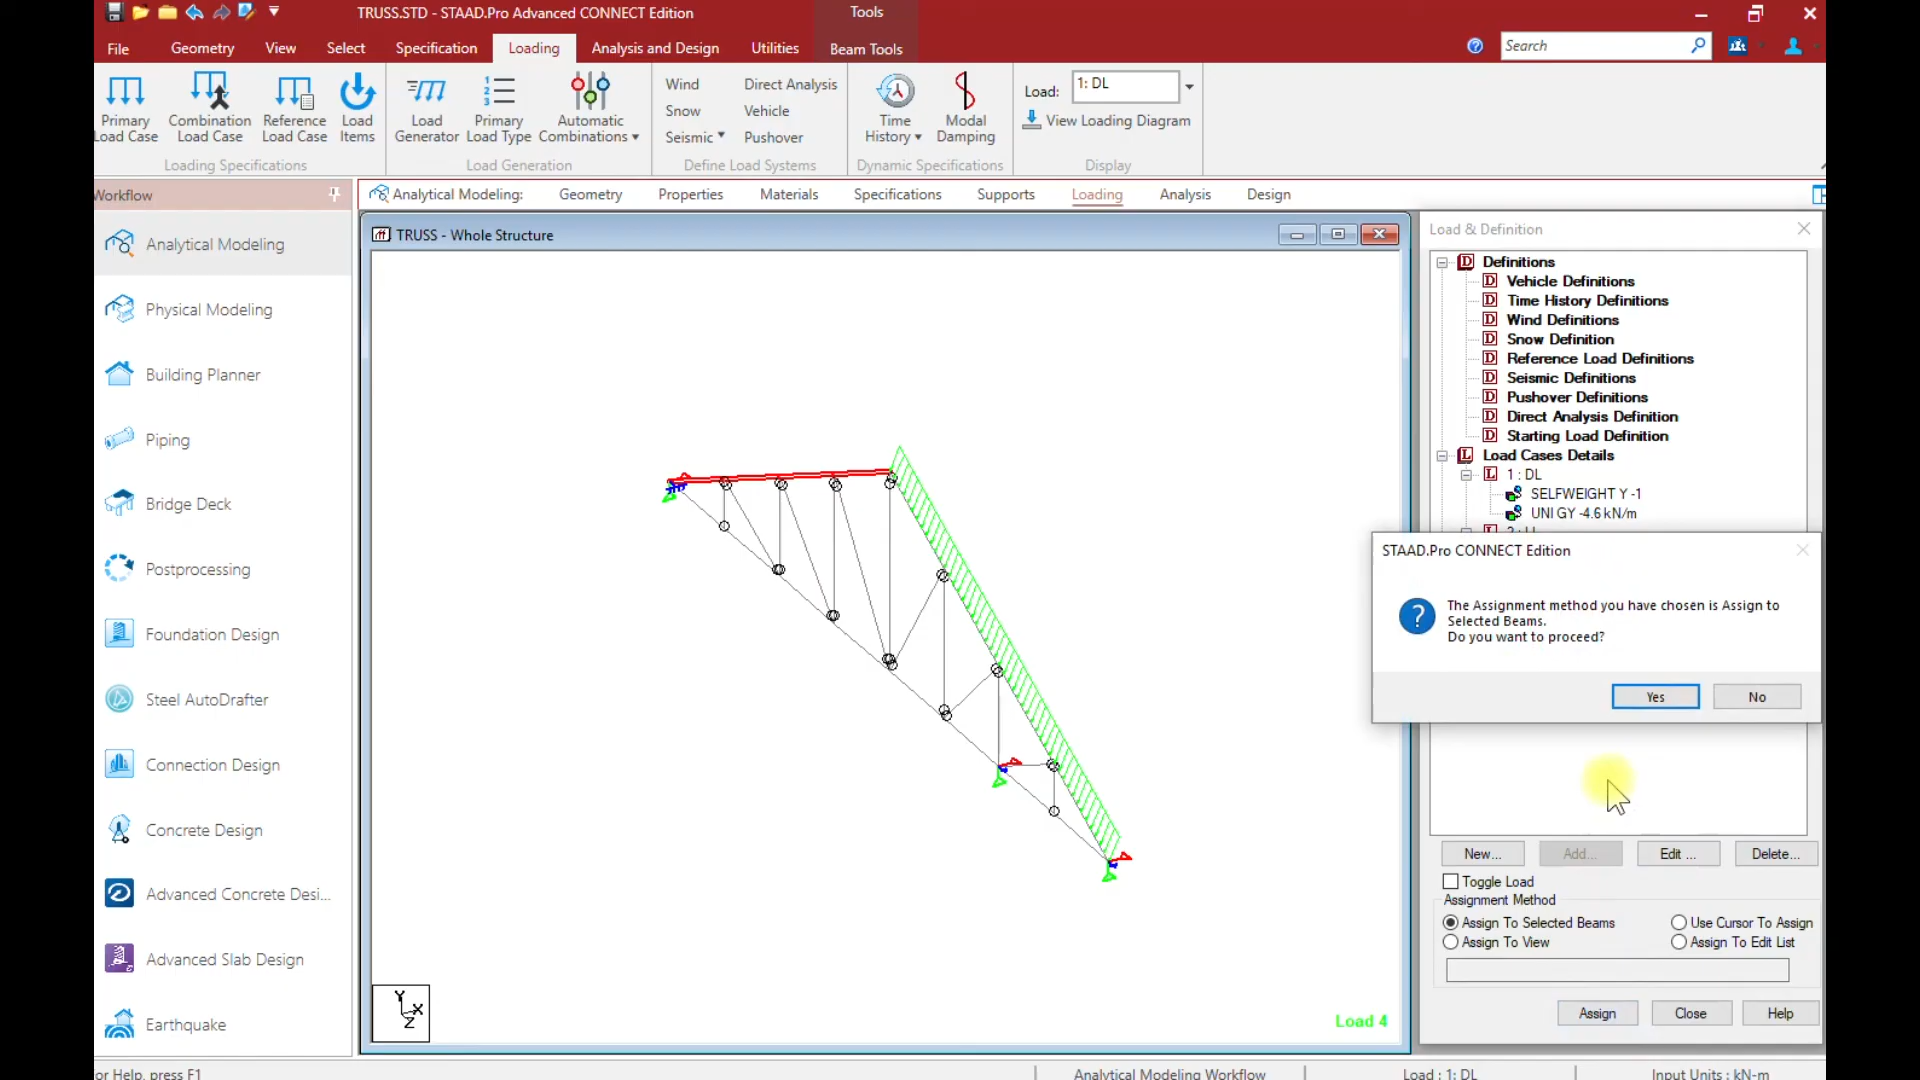 TRUSS.STD - STAAD.Pro Advanced CONNECT Edition
Tools
File
Geometry
View
Select
Specification
Loading
Analysis and Design
Utilities
Beam Tools
Search
Primary
Load Case
Combination
Load Case
Reference
Load Case
Load
Items
Loading Specifications
Load
Generator
1
2
3
Primary
Load Type
Automatic
Combinations
Load Generation
Wind
Snow
Seismic
Direct Analysis
Vehicle
Pushover
Define Load Systems
Time
History
Modal
Damping
Dynamic Specifications
Load:
1: DL
View Loading Diagram
Display
Workflow
Analytical Modeling:
Geometry
Properties
Materials
Specifications
Supports
Loading
Analysis
Design
Analytical Modeling
Physical Modeling
Building Planner
Piping
Bridge Deck
Postprocessing
Foundation Design
Steel AutoDrafter
Connection Design
Concrete Design
Advanced Concrete Desi...
Advanced Slab Design
Earthquake
TRUSS - Whole Structure
Y
X
Z
Load 4
Load & Definition
D Definitions
D Vehicle Definitions
D Time History Definitions
D Wind Definitions
D Snow Definition
D Reference Load Definitions
D Seismic Definitions
D Pushover Definitions
D Direct Analysis Definition
D Starting Load Definition
L Load Cases Details
L 1 : DL
SELFWEIGHT Y -1
UNI GY -4.6 kN/m
STAAD.Pro CONNECT Edition
The Assignment method you have chosen is Assign to
Selected Beams.
Do you want to proceed?
Yes
No
New...
Add...
Edit ...
Delete...
Toggle Load
Assignment Method
Assign To Selected Beams
Use Cursor To Assign
Assign To View
Assign To Edit List
Assign
Close
Help
or Help, press F1
Analytical Modeling Workflow
Load : 1: DL
Input Units : kN-m